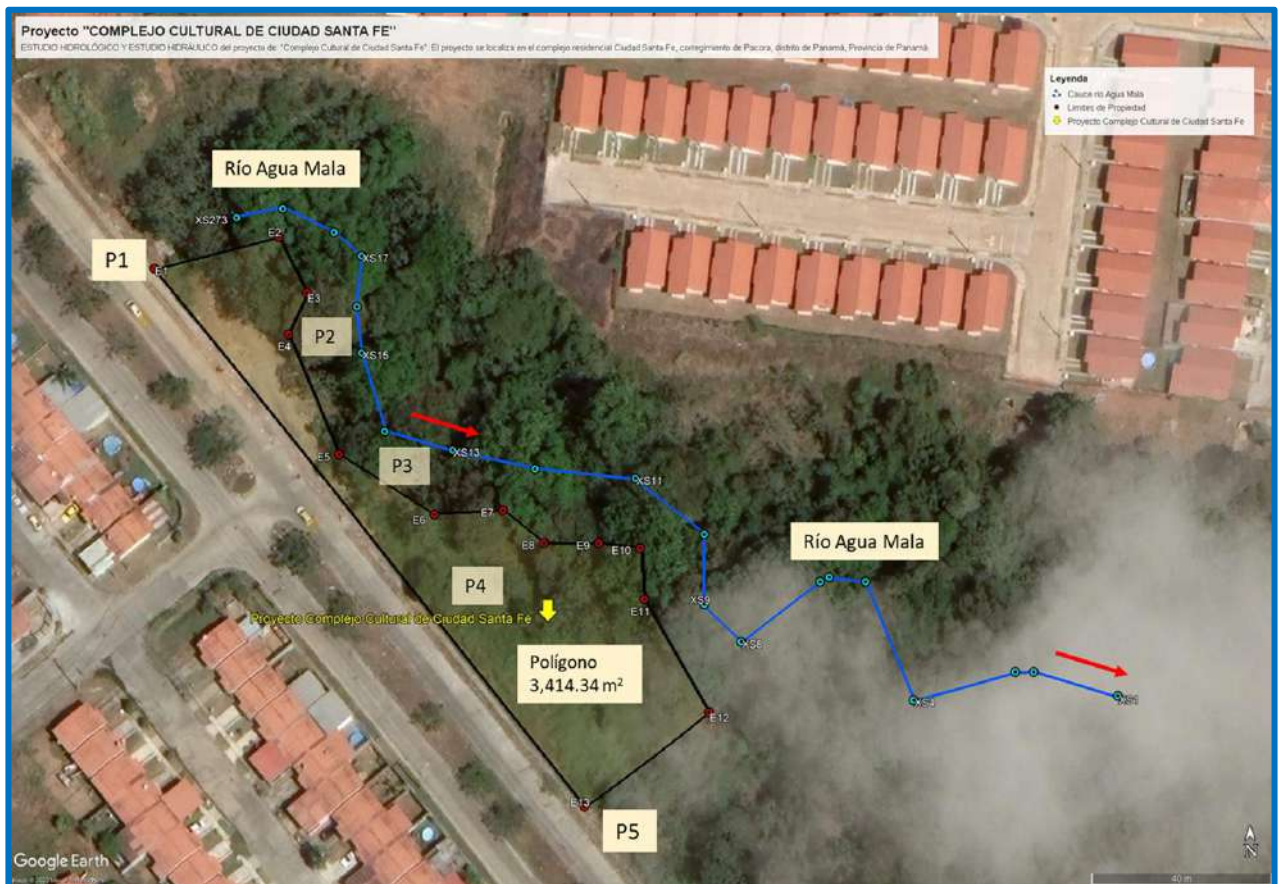 Proyecto "COMPLEJO CULTURAL DE CIUDAD SANTA FE"
ESTUDIO HIDROLÓGICO Y ESTUDIO HIDRÁULICO del proyecto de: "Complejo Cultural de Ciudad Santa Fe". El proyecto se localiza en el complejo residencial Ciudad Santa Fe, corregimiento de Pacora, distrito de Panamá, Provincia de Panamá.
Leyenda
Cauce río Agua Mala
Limites de Propiedad
Proyecto Complejo Cultural de Ciudad Santa Fe
Río Agua Mala
XS273
E2
P1
E1
XS17
E3
P2
E4
XS15
XS13
P3
E5
XS11
E6
E7
E8
E9
E10
Río Agua Mala
P4
E11
XS9
Proyecto Complejo Cultural de Ciudad Santa Fe
XS8
Polígono
3,414.34 m²
XS4
XS1
E12
E13
P5
N
Google Earth
40 m